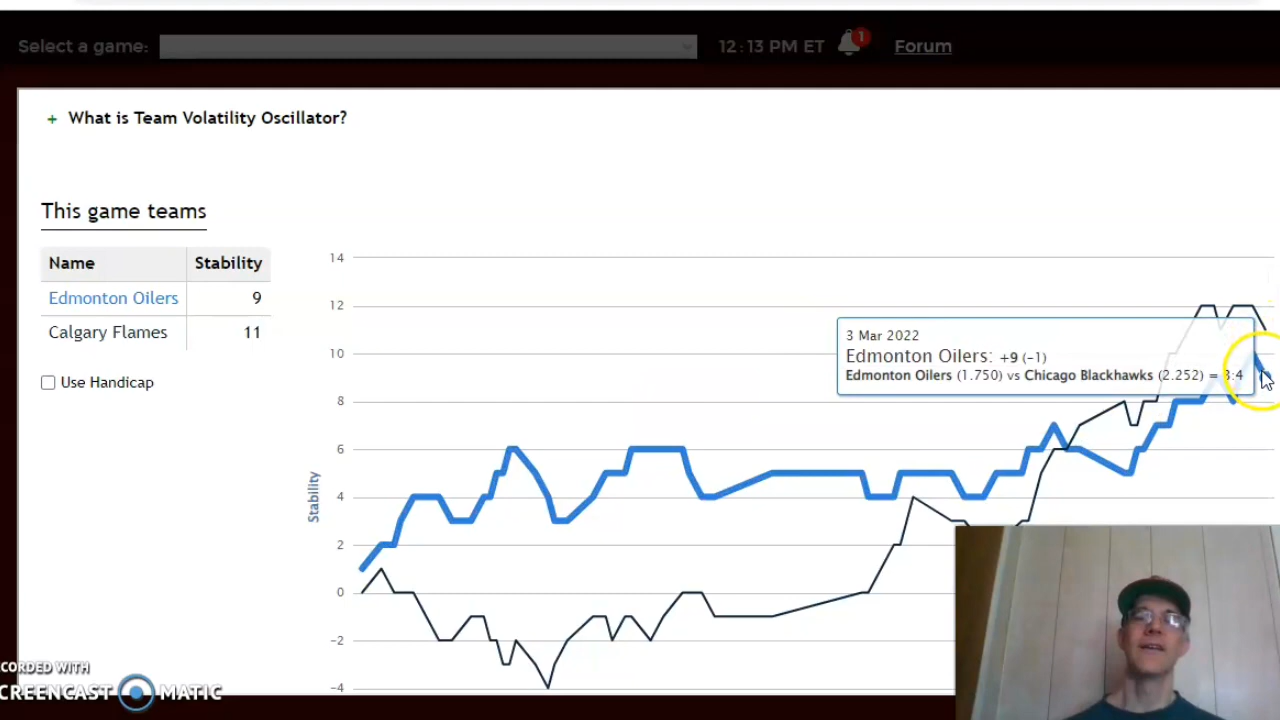 Select a game:
12:13 PM ET
1
Forum
+ What is Team Volatility Oscillator?
This game teams
Name Stability
Edmonton Oilers 9
Calgary Flames 11
Use Handicap
14
12
10
8
6
4
2
0
-2
-4
Stability
3 Mar 2022
Edmonton Oilers: +9 (-1)
Edmonton Oilers (1.750) vs Chicago Blackhawks (2.252) = 3:4
CORDED WITH
CREENCAST MATIC